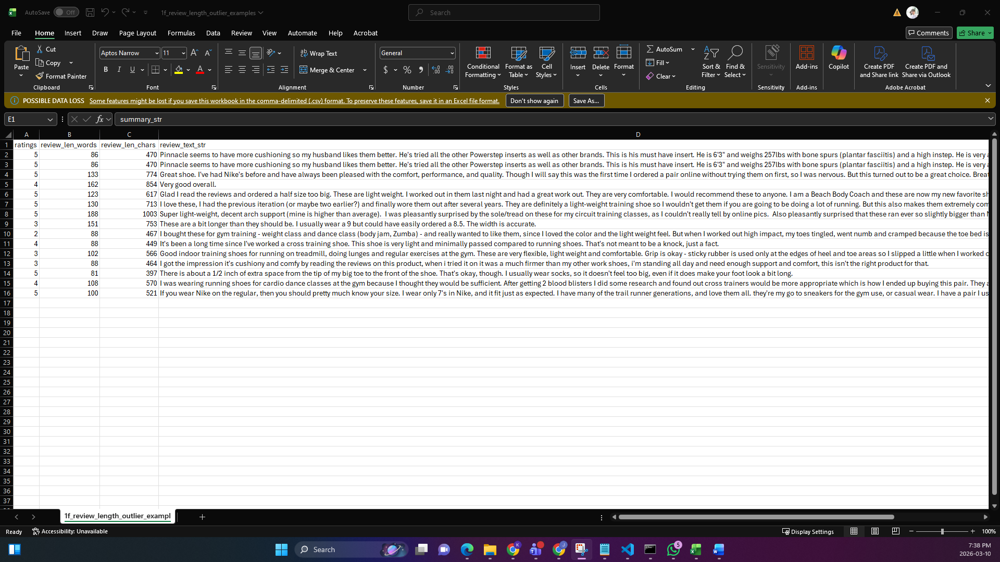 AutoSave Off 1f_review_length_outlier_examples Search
File Home Insert Draw Page Layout Formulas Data Review View Automate Help Acrobat Comments Share
Paste Cut Copy Format Painter Clipboard
Aptos Narrow 11 B I U Font
Wrap Text Merge & Center Alignment
General $ % 9 Number
Conditional Formatting Format as Table Cell Styles Styles
Insert Delete Format Cells
AutoSum Fill Clear Sort & Filter Find & Select Editing
Sensitivity Sensitivity
Add-ins Add-ins
Copilot
Create PDF and Share link Create PDF and Share via Outlook Adobe Acrobat
POSSIBLE DATA LOSS Some features might be lost if you save this workbook in the comma-delimited (.csv) format. To preserve these features, save it in an Excel file format. Don't show again Save As...
E1 fx summary_str
A B C D
1 ratings review_len_words review_len_chars review_text_str
2 5 86 470 Pinnacle seems to have more cushioning so my husband likes them better. He's tried all the other Powerstep inserts as well as other brands. This is his must have insert. He is 6'3" and weighs 257lbs with bone spurs (plantar fasciitis) and a high instep. He is very
3 5 86 470 Pinnacle seems to have more cushioning so my husband likes them better. He's tried all the other Powerstep inserts as well as other brands. This is his must have insert. He is 6'3" and weighs 257lbs with bone spurs (plantar fasciitis) and a high instep. He is very
4 5 133 774 Great shoe. I've had Nike's before and have always been pleased with the comfort, performance, and quality. Though I will say this was the first time I ordered a pair online without trying them on first, so I was nervous. But this turned out to be a great choice. Breat
5 4 162 854 Very good overall.
6 5 123 617 Glad I read the reviews and ordered a half size too big. These are light weight. I worked out in them last night and had a great work out. They are very comfortable. I would recommend these to anyone. I am a Beach Body Coach and these are now my new favorite sh
7 5 130 713 I love these, I had the previous iteration (or maybe two earlier?) and finally wore them out after several years. They are definitely a light-weight training shoe so I wouldn't get them if you are going to be doing a lot of running. But this also makes them extremely com
8 5 188 1003 Super light-weight, decent arch support (mine is higher than average).  I was pleasantly surprised by the sole/tread on these for my circuit training classes, as I couldn't really tell by online pics.  Also pleasantly surprised that these ran ever so slightly bigger than
9 3 151 753 These are a bit longer than they should be. I usually wear a 9 but could have easily ordered a 8.5. The width is accurate.
10 2 88 467 I bought these for gym training - weight class and dance class (body jam, Zumba) - and really wanted to like them, since I loved the color and the light weight feel. But when I worked out high impact, my toes tingled, went numb and cramped because the toe bed is
11 4 88 449 It's been a long time since I've worked a cross training shoe. This shoe is very light and minimally passed compared to running shoes. That's not meant to be a knock, just a fact.
12 3 102 566 Good indoor training shoes for running on treadmill, doing lunges and regular exercises at the gym. These are very flexible, light weight and comfortable. Grip is okay - sticky rubber is used only at the edges of heel and toe areas so I slipped a little when I worked
13 3 88 464 I got the impression it's cushiony and comfy by reading the reviews on this product, when i tried it on it was a much firmer than my other work shoes, i'm standing all day and need enough support and comfort, this isn't the right product for that.
14 5 81 397 There is about a 1/2 inch of extra space from the tip of my big toe to the front of the shoe. That's okay, though. I usually wear socks, so it doesn't feel too big, even if it does make your foot look a bit long.
15 4 108 570 I was wearing running shoes for cardio dance classes at the gym because I thought they would be sufficient. After getting 2 blood blisters I did some research and found out cross trainers would be more appropriate which is how I ended up buying this pair. They
16 5 100 521 If you wear Nike on the regular, then you should pretty much know your size. I wear only 7's in Nike, and it fit just as expected. I have many of the trail runner generations, and love them all. they're my go to sneakers for the gym use, or casual wear. I have a pair I us
17
18
19
20
21
22
23
24
25
26
27
28
29
30
31
32
33
34
35
36
37
1f_review_length_outlier_exampl
Ready Accessibility: Unavailable Display Settings 100%
Search 5 7:38 PM
2026-03-10